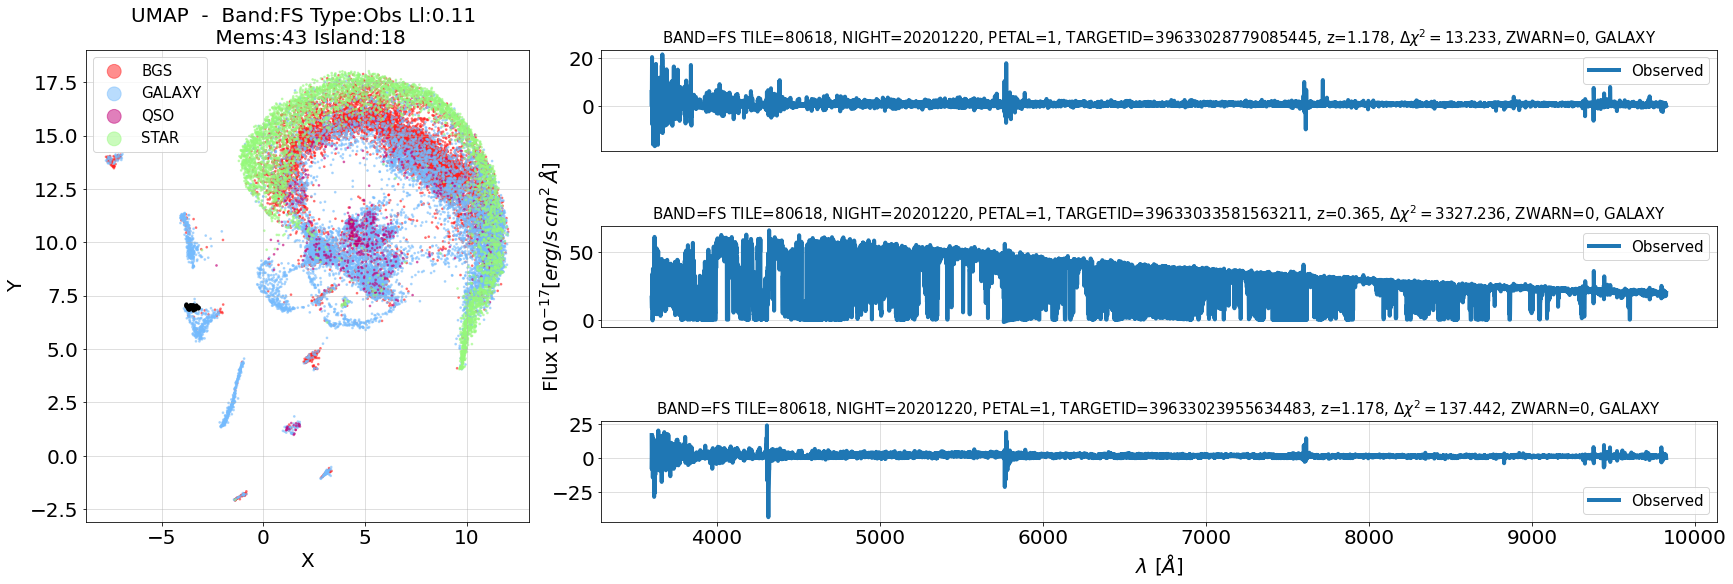 UMAP - Band:FS Type:Obs Ll:0.11
Mems:43 Island:18
BGS
GALAXY
QSO
STAR
17.5
15.0
12.5
10.0
7.5
5.0
2.5
0.0
−2.5
Y
−5
0
5
10
X
Flux 10⁻¹⁷[erg/s cm² Å]
BAND=FS TILE=80618, NIGHT=20201220, PETAL=1, TARGETID=39633028779085445, z=1.178, Δχ² = 13.233, ZWARN=0, GALAXY
20
0
Observed
BAND=FS TILE=80618, NIGHT=20201220, PETAL=1, TARGETID=39633033581563211, z=0.365, Δχ² = 3327.236, ZWARN=0, GALAXY
50
0
Observed
BAND=FS TILE=80618, NIGHT=20201220, PETAL=1, TARGETID=39633023955634483, z=1.178, Δχ² = 137.442, ZWARN=0, GALAXY
25
0
−25
Observed
4000
5000
6000
7000
8000
9000
10000
λ [Å]